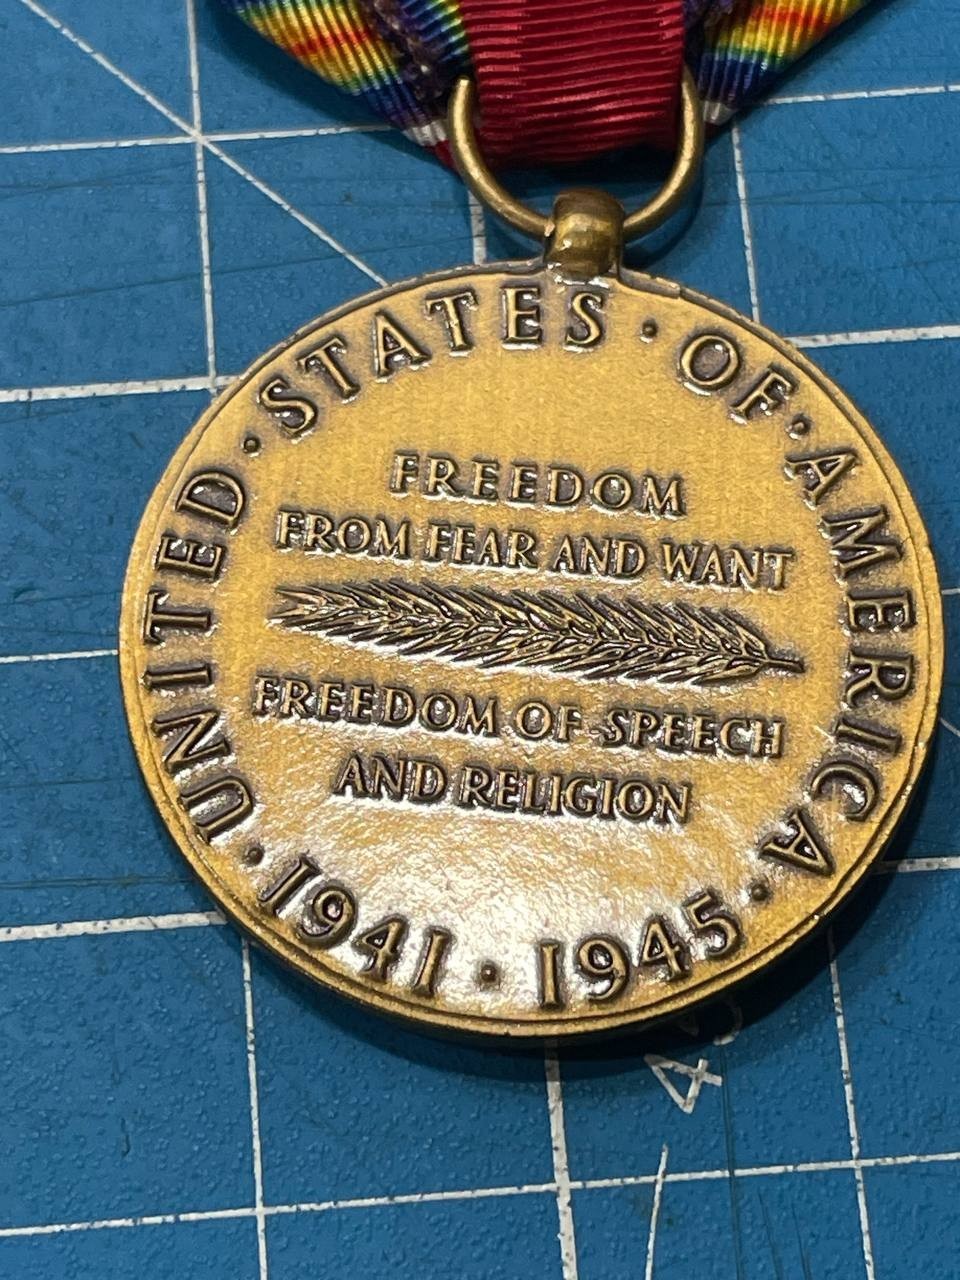 UNITED · STATES · OF · AMERICA ·
FREEDOM
FROM FEAR AND WANT
FREEDOM OF SPEECH
AND RELIGION
· 1941 · 1945